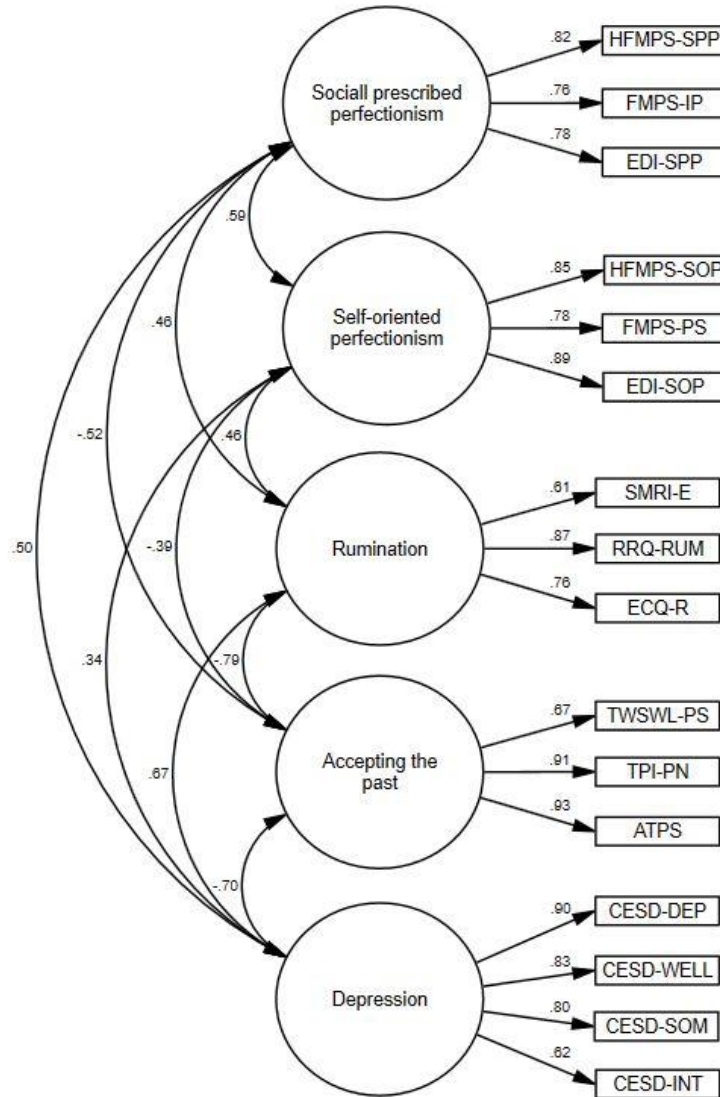 Sociall prescribed
perfectionism
.82
HFMPS-SPP
.76
FMPS-IP
.78
EDI-SPP
.59
Self-oriented
perfectionism
.85
HFMPS-SOP
.78
FMPS-PS
.89
EDI-SOP
.46
-.52
.46
Rumination
.61
SMRI-E
.87
RRQ-RUM
.76
ECQ-R
.50
-.39
.34
-.79
Accepting the
past
.67
TWSWL-PS
.91
TPI-PN
.93
ATPS
.67
-.70
Depression
.90
CESD-DEP
.83
CESD-WELL
.80
CESD-SOM
.62
CESD-INT